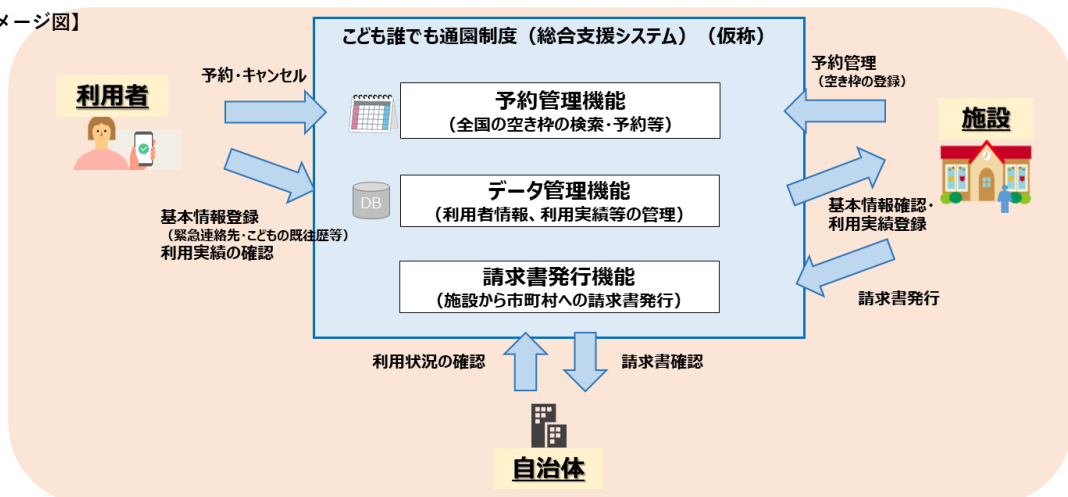 メージ図】
こども誰でも通園制度（総合支援システム）（仮称）
利用者
予約・キャンセル
基本情報登録
（緊急連絡先・こどもの既往歴等）
利用実績の確認
予約管理機能
（全国の空き枠の検索・予約等）
DB
データ管理機能
（利用者情報、利用実績等の管理）
請求書発行機能
（施設から市町村への請求書発行）
予約管理
（空き枠の登録）
施設
基本情報確認・
利用実績登録
請求書発行
利用状況の確認
請求書確認
自治体